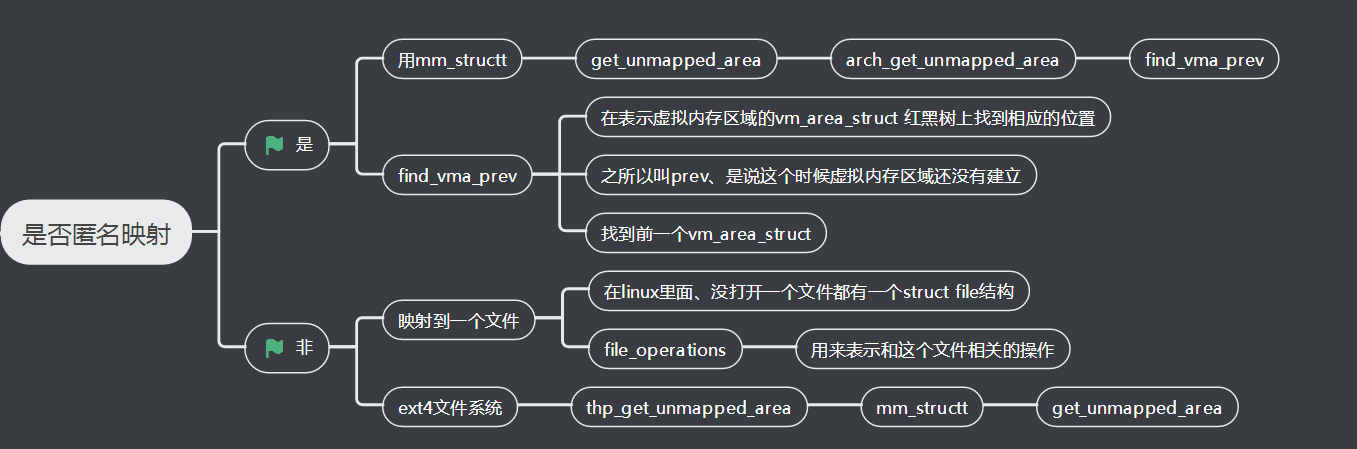 是否匿名映射
是
用mm_structt
get_unmapped_area
arch_get_unmapped_area
find_vma_prev
find_vma_prev
在表示虚拟内存区域的vm_area_struct 红黑树上找到相应的位置
之所以叫prev、是说这个时候虚拟内存区域还没有建立
找到前一个vm_area_struct
非
映射到一个文件
在linux里面、没打开一个文件都有一个struct file结构
file_operations
用来表示和这个文件相关的操作
ext4文件系统
thp_get_unmapped_area
mm_structt
get_unmapped_area